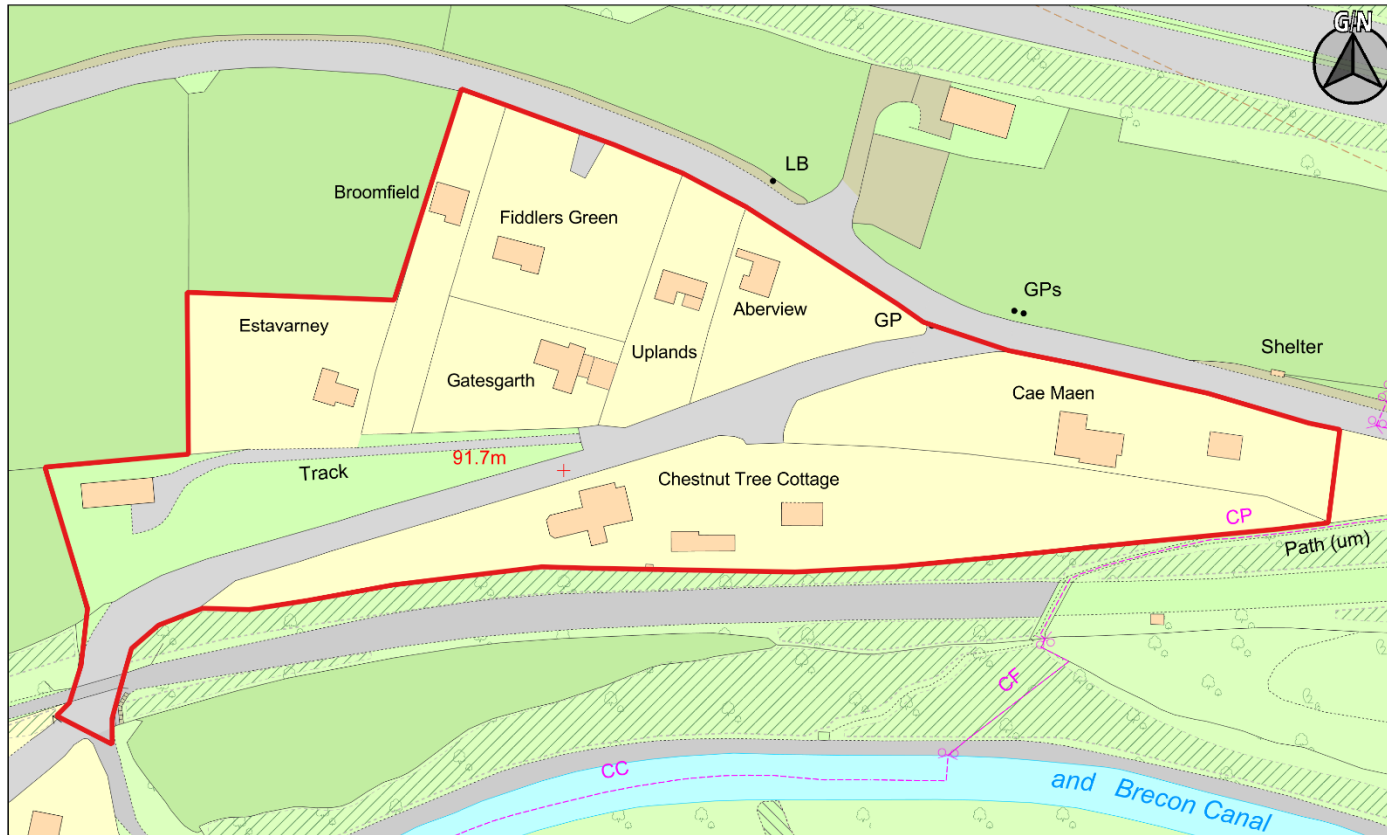 G/N
LB
Broomfield
Fiddlers Green
Aberview
GPs
GP
Estavarney
Shelter
Uplands
Gatesgarth
Cae Maen
91.7m
Track
Chestnut Tree Cottage
CP
Path (um)
CF
CC
and Brecon Canal